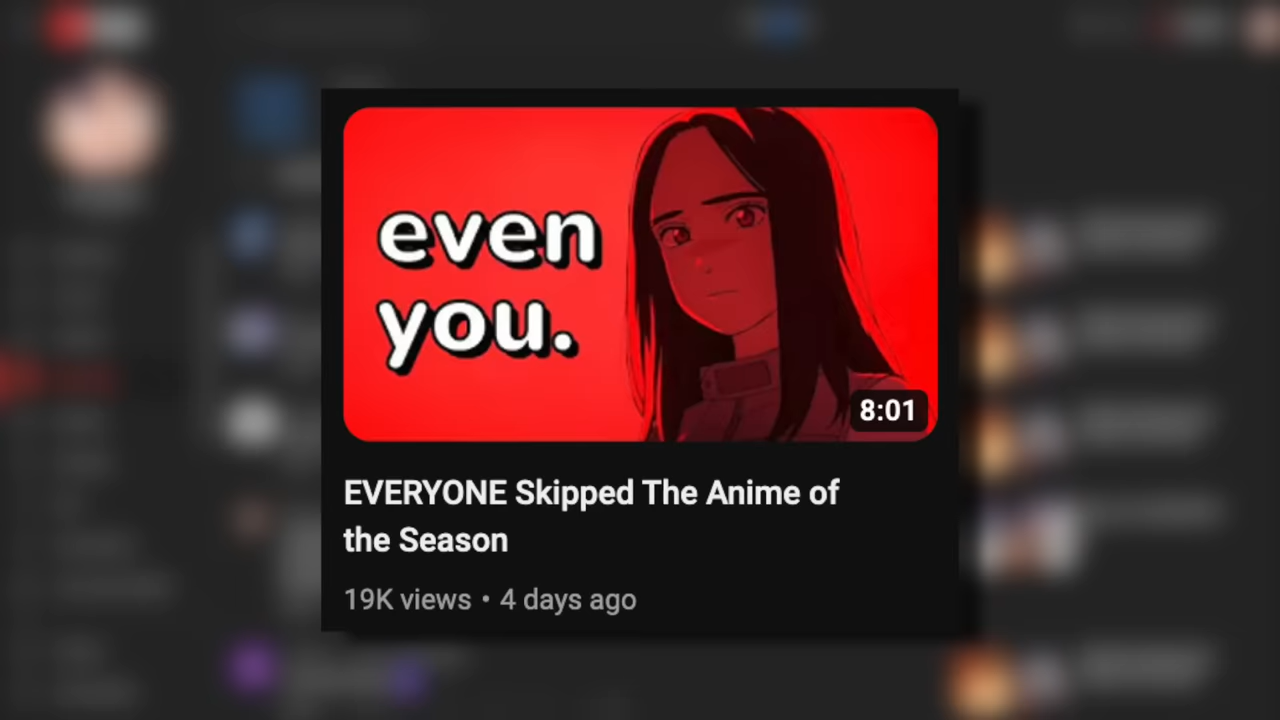 even
you.
8:01
EVERYONE Skipped The Anime of
the Season
19K views • 4 days ago